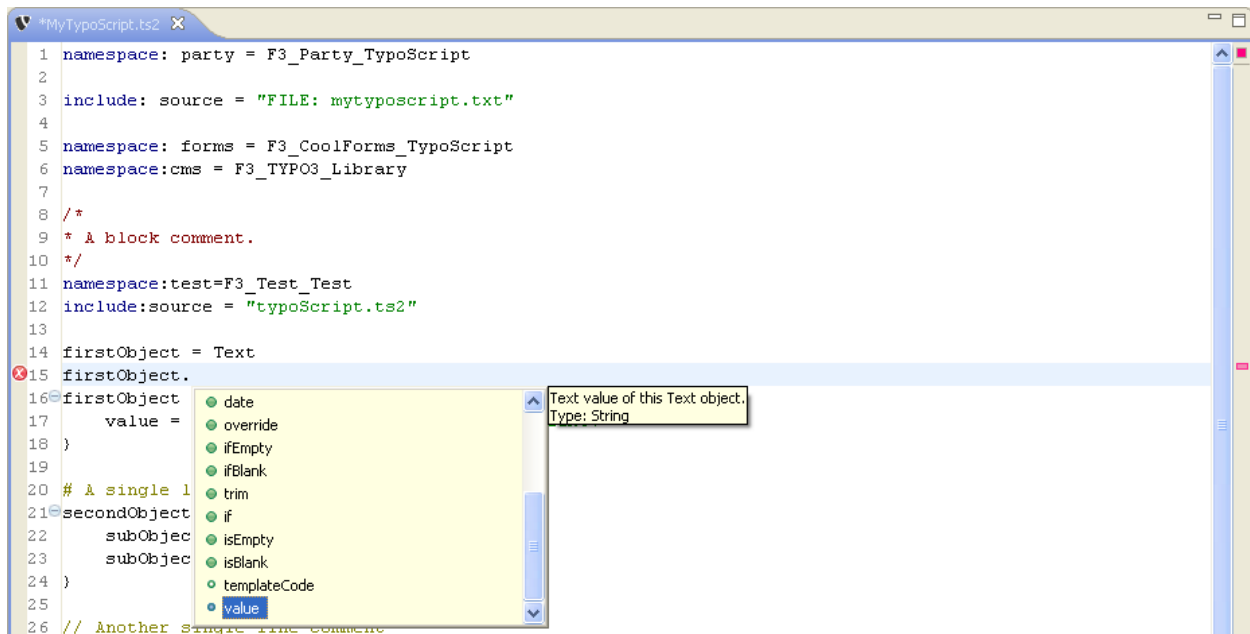 *MyTypoScript.ts2
1 namespace: party = F3_Party_TypoScript
2
3 include: source = "FILE: mytyposcript.txt"
4
5 namespace: forms = F3_CoolForms_TypoScript
6 namespace:cms = F3_TYPO3_Library
7
8 /*
9 * A block comment.
10 */
11 namespace:test=F3_Test_Test
12 include:source = "typoScript.ts2"
13
14 firstObject = Text
15 firstObject.
16 firstObject
17 value =
18 }
19
20 # A single l
21 secondObject
22 subObjec
23 subObjec
24 }
25
26 // Another single line comment
date
override
ifEmpty
ifBlank
trim
if
isEmpty
isBlank
templateCode
value
Text value of this Text object.
Type: String